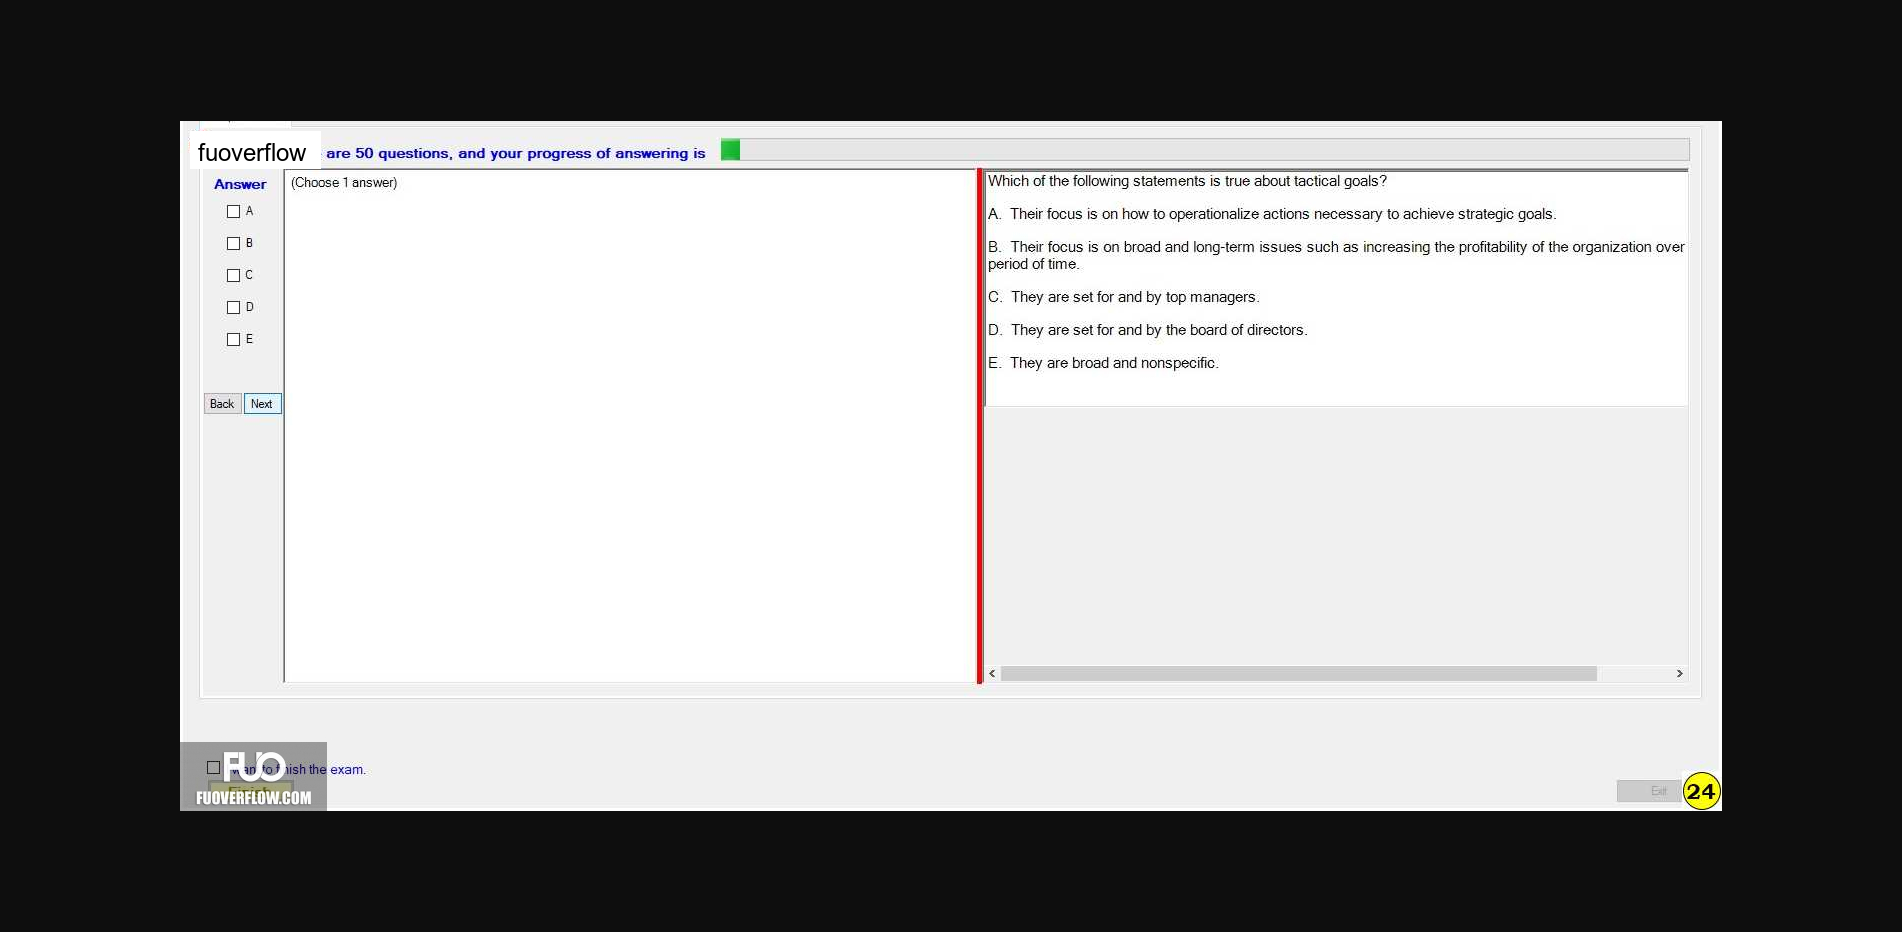 fuoverflow are 50 questions, and your progress of answering is
Answer
A
B
C
D
E
Back Next
(Choose 1 answer)
Which of the following statements is true about tactical goals?
A. Their focus is on how to operationalize actions necessary to achieve strategic goals.
B. Their focus is on broad and long-term issues such as increasing the profitability of the organization over
period of time.
C. They are set for and by top managers.
D. They are set for and by the board of directors.
E. They are broad and nonspecific.
want to finish the exam.
FUO
Finish
FUOVERFLOW.COM
Exit
24